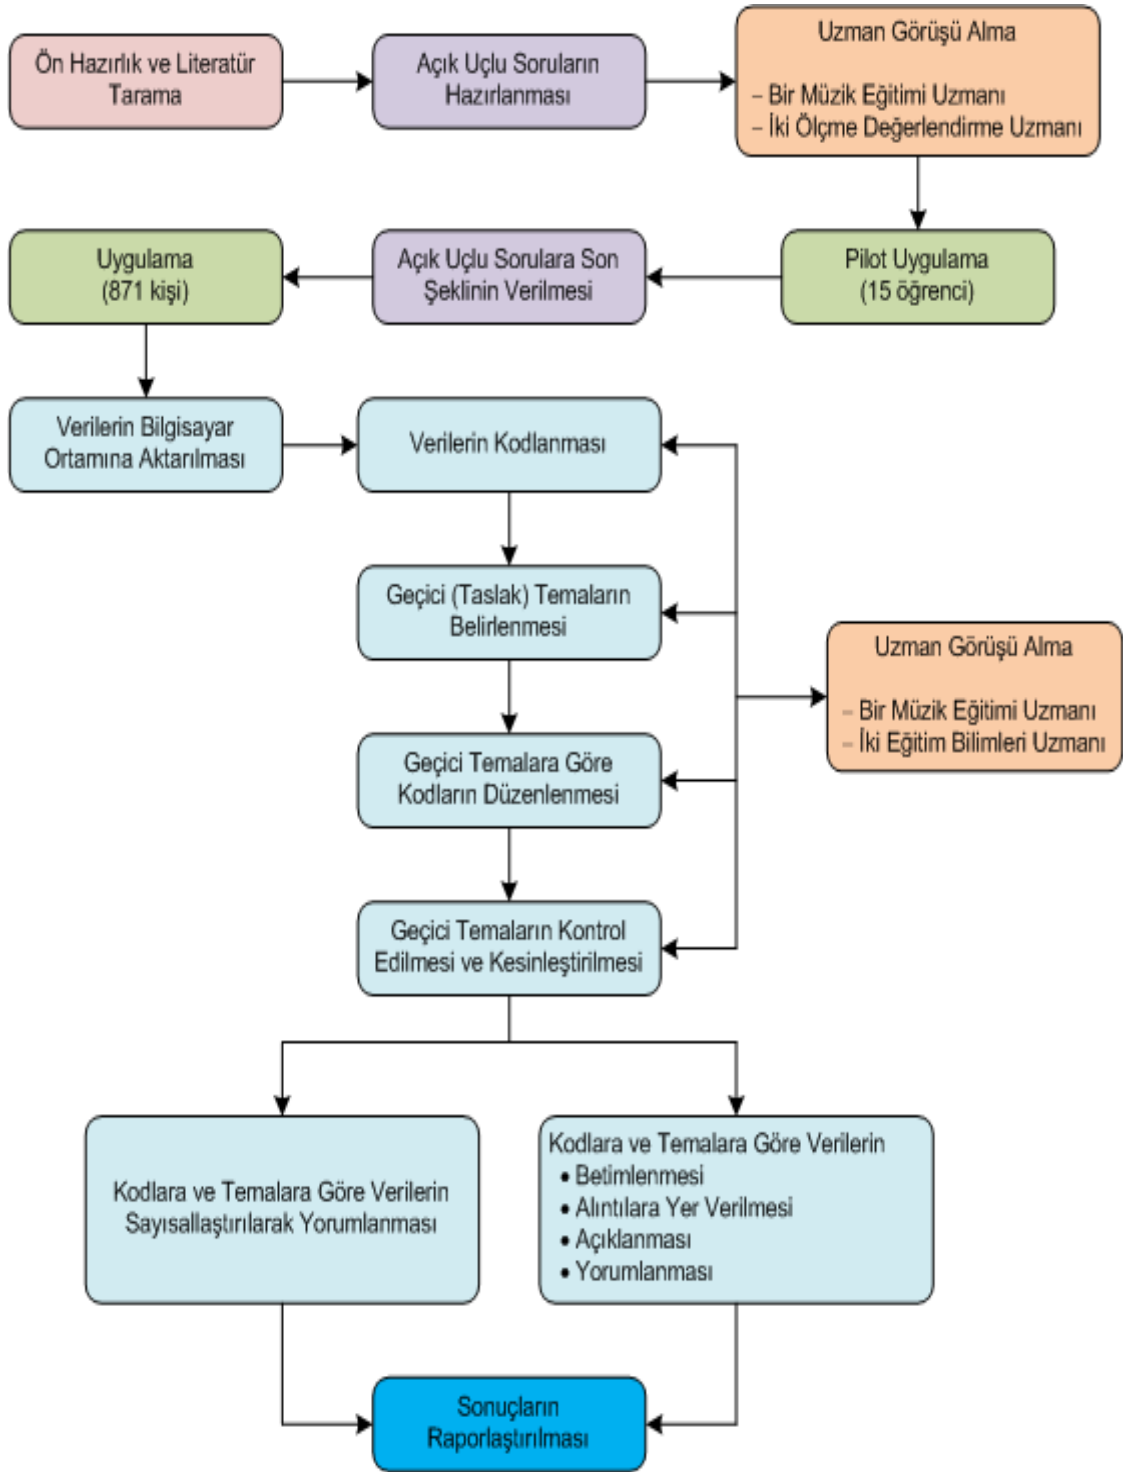 Ön Hazırlık ve Literatür
Tarama
Açık Uçlu Soruların
Hazırlanması
Uzman Görüşü Alma
– Bir Müzik Eğitimi Uzmanı
– İki Ölçme Değerlendirme Uzmanı
Uygulama
(871 kişi)
Açık Uçlu Sorulara Son
Şeklinin Verilmesi
Pilot Uygulama
(15 öğrenci)
Verilerin Bilgisayar
Ortamına Aktarılması
Verilerin Kodlanması
Geçici (Taslak) Temaların
Belirlenmesi
Uzman Görüşü Alma
– Bir Müzik Eğitimi Uzmanı
– İki Eğitim Bilimleri Uzmanı
Geçici Temalara Göre
Kodların Düzenlenmesi
Geçici Temaların Kontrol
Edilmesi ve Kesinleştirilmesi
Kodlara ve Temalara Göre Verilerin
Sayısallaştırılarak Yorumlanması
Kodlara ve Temalara Göre Verilerin
• Betimlenmesi
• Alıntılara Yer Verilmesi
• Açıklanması
• Yorumlanması
Sonuçların
Raporlaştırılması